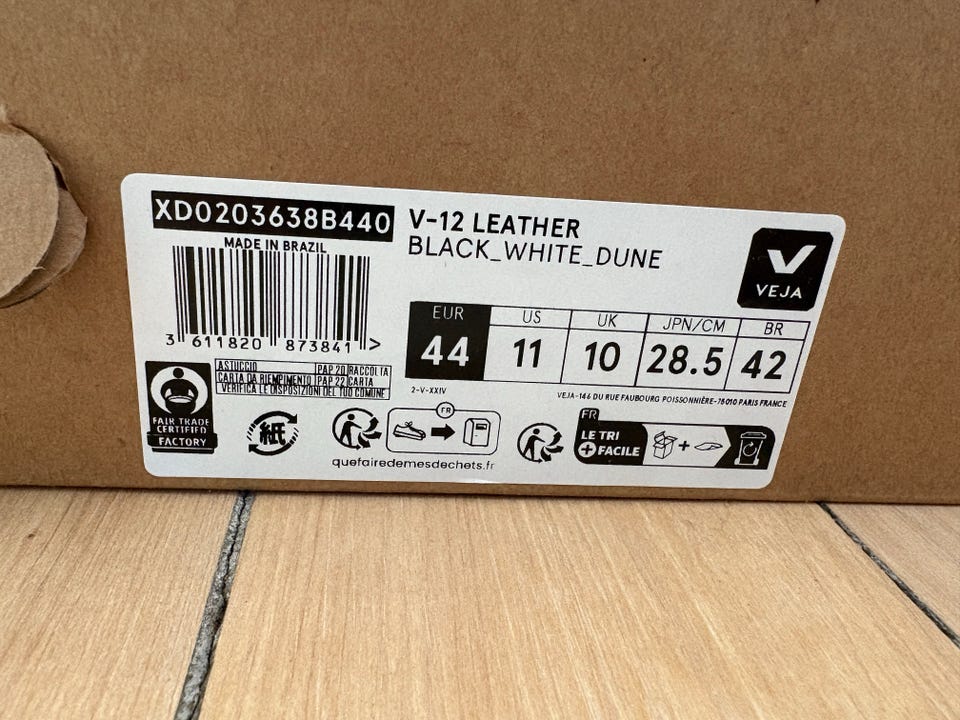 XD0203638B440
MADE IN BRAZIL
3 611820 873841 >
V-12 LEATHER
BLACK_WHITE_DUNE
VEJA
EUR US UK JPN/CM BR
44 11 10 28.5 42
2-V-XXIV
VEJA-146 DU RUE FAUBOURG POISSONNIÈRE-75010 PARIS FRANCE
ASTUCCIO PAP 20 RACCOLTA
CARTA DA RIEMPIMENTO PAP 22 CARTA
VERIFICA LE DISPOSIZIONI DEL TUO COMUNE
FAIR TRADE
CERTIFIED
FACTORY
紙
FR
quefairedemesdechets.fr
FR
LE TRI
+ FACILE
+